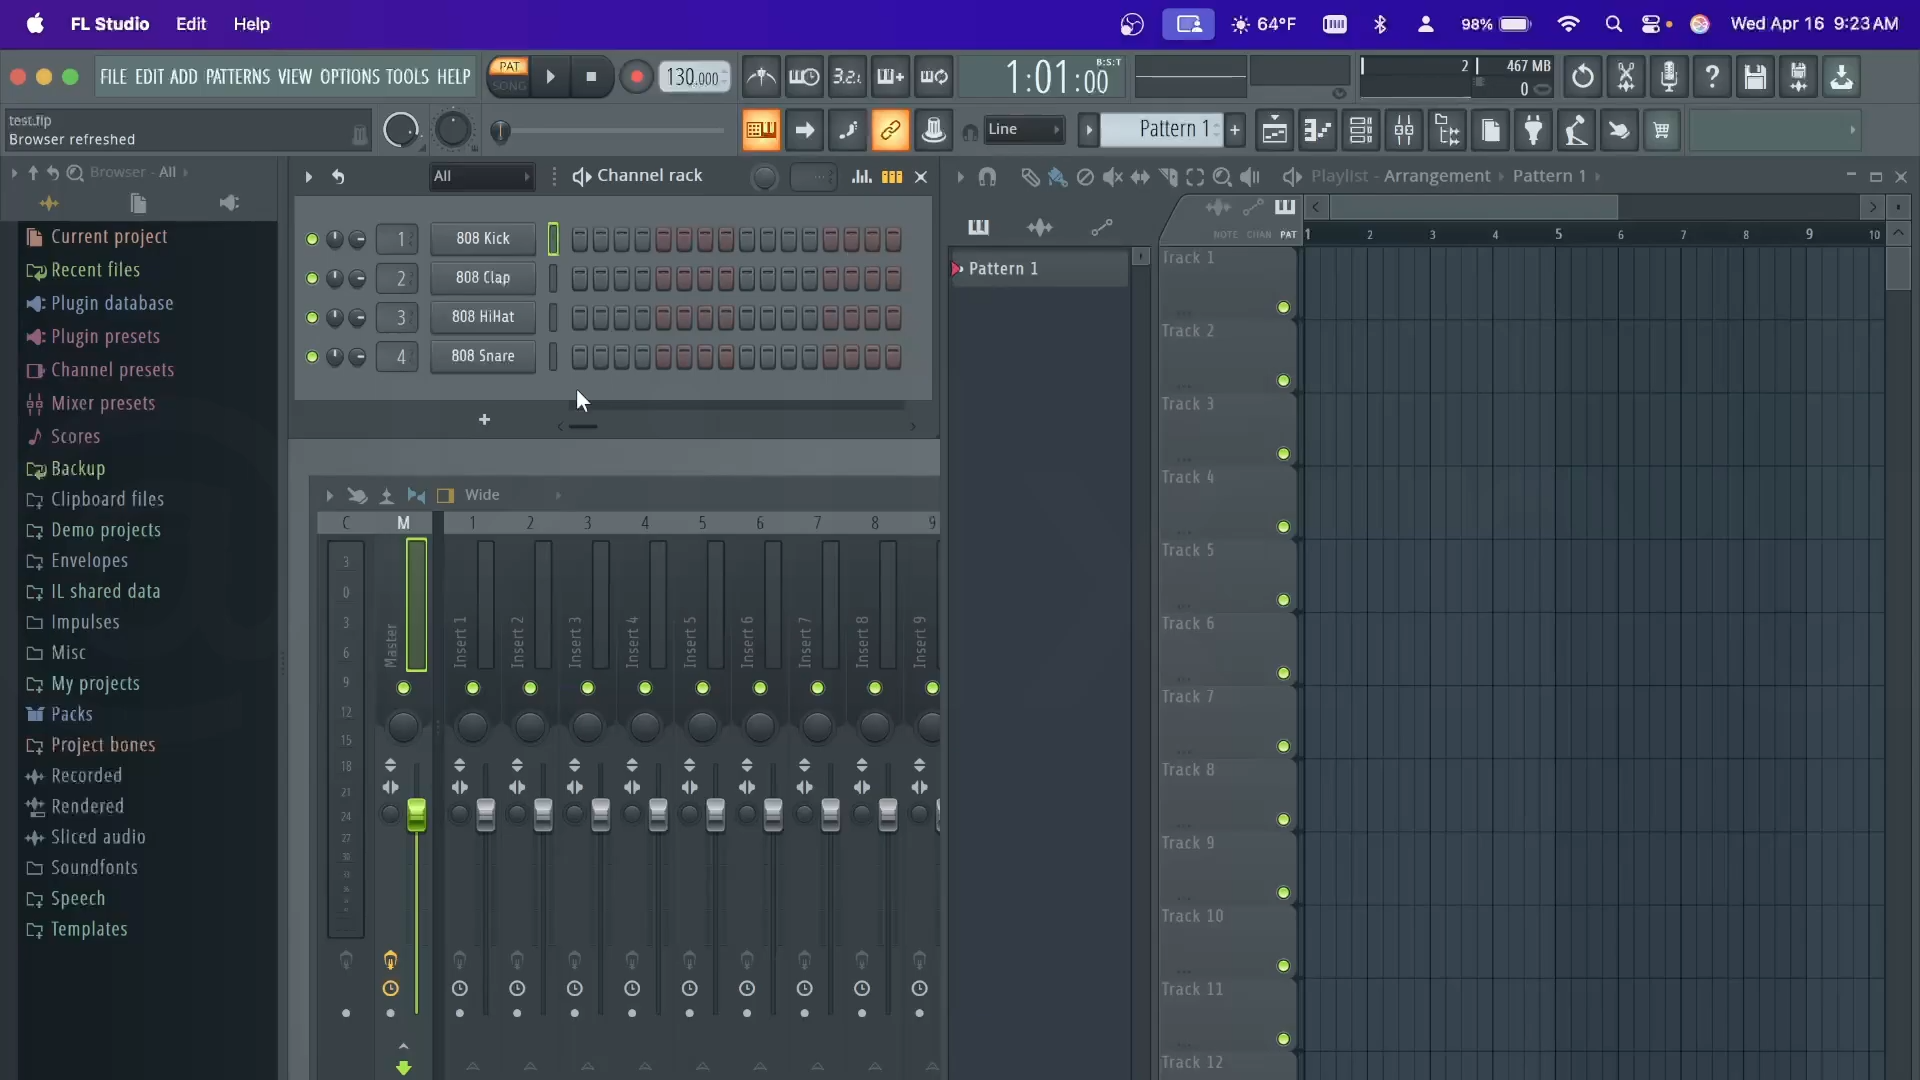 FL Studio Edit Help 64°F 98% Wed Apr 16 9:23 AM
FILE EDIT ADD PATTERNS VIEW OPTIONS TOOLS HELP
PAT
SONG
130.000
3.2.
1:01:00
B:S:T
2
467 MB
0
test.flp
Browser refreshed
Line
Pattern 1
Browser - All
Current project
Recent files
Plugin database
Plugin presets
Channel presets
Mixer presets
Scores
Backup
Clipboard files
Demo projects
Envelopes
IL shared data
Impulses
Misc
My projects
Packs
Project bones
Recorded
Rendered
Sliced audio
Soundfonts
Speech
Templates
All
Channel rack
1 808 Kick
2 808 Clap
3 808 HiHat
4 808 Snare
Wide
C M 1 2 3 4 5 6 7 8 9
3
0
3
6
9
12
15
18
21
24
27
Master
Insert 1
Insert 2
Insert 3
Insert 4
Insert 5
Insert 6
Insert 7
Insert 8
Insert 9
Playlist - Arrangement Pattern 1
NOTE CHAN PAT
1 2 3 4 5 6 7 8 9 10
Pattern 1
Track 1
Track 2
Track 3
Track 4
Track 5
Track 6
Track 7
Track 8
Track 9
Track 10
Track 11
Track 12